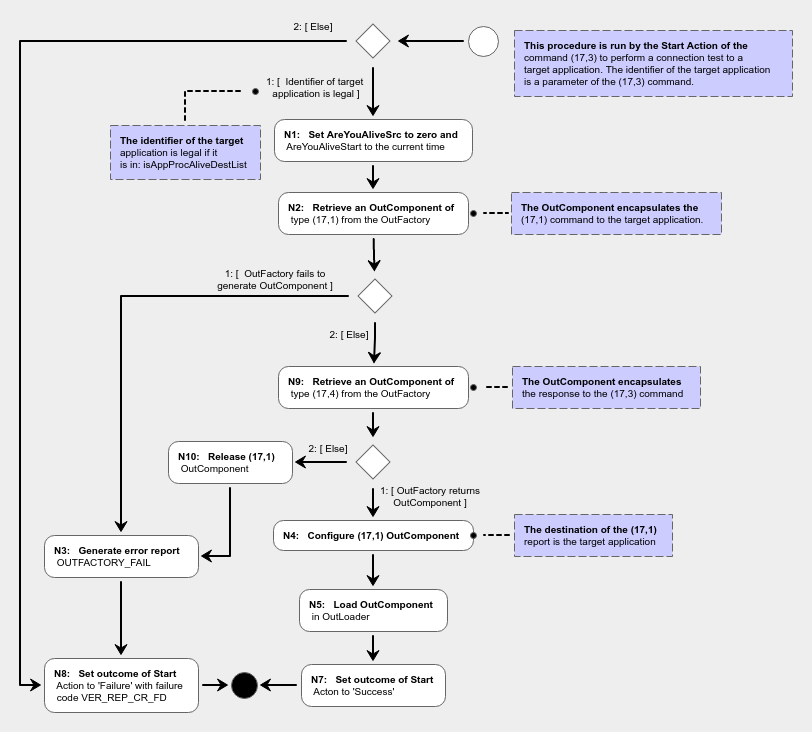 2: [ Else]
This procedure is run by the Start Action of the
command (17,3) to perform a connection test to a
target application. The identifier of the target application
is a parameter of the (17,3) command.
1: [ Identifier of target
application is legal ]
The identifier of the target
application is legal if it
is in: isAppProcAliveDestList
N1: Set AreYouAliveSrc to zero and
AreYouAliveStart to the current time
N2: Retrieve an OutComponent of
type (17,1) from the OutFactory
The OutComponent encapsulates the
(17,1) command to the target application.
1: [ OutFactory fails to
generate OutComponent ]
2: [ Else]
N9: Retrieve an OutComponent of
type (17,4) from the OutFactory
The OutComponent encapsulates
the response to the (17,3) command
2: [ Else]
N10: Release (17,1)
OutComponent
1: [ OutFactory returns
OutComponent ]
N4: Configure (17,1) OutComponent
The destination of the (17,1)
report is the target application
N3: Generate error report
OUTFACTORY_FAIL
N5: Load OutComponent
in OutLoader
N8: Set outcome of Start
Action to 'Failure' with failure
code VER_REP_CR_FD
N7: Set outcome of Start
Acton to 'Success'